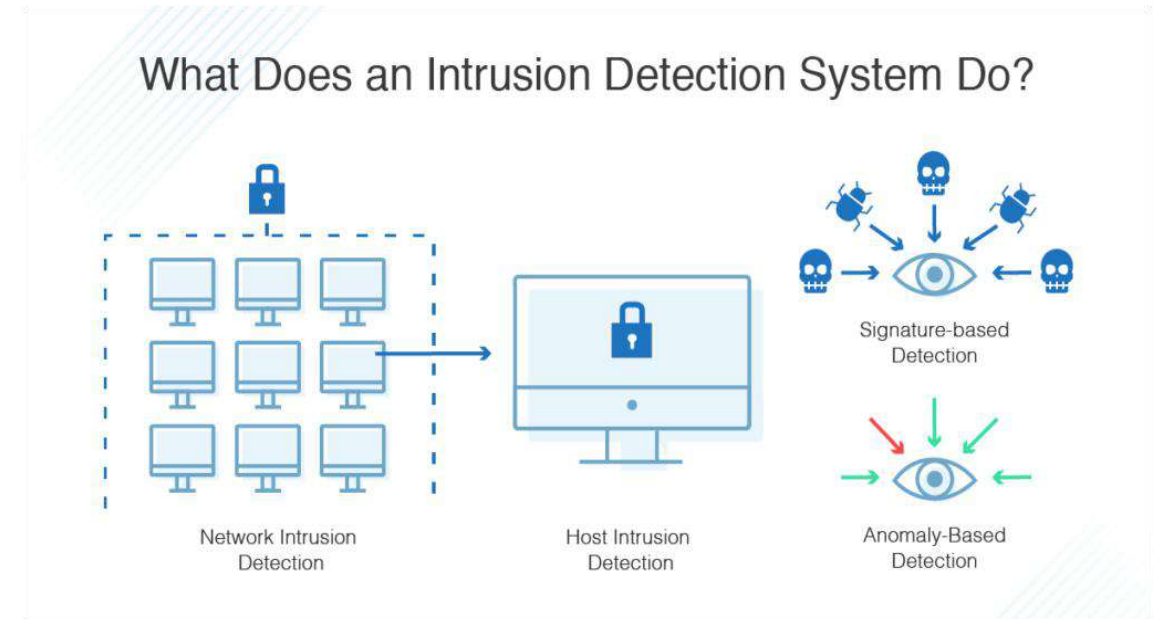 What Does an Intrusion Detection System Do?
Network Intrusion
Detection
Host Intrusion
Detection
Signature-based
Detection
Anomaly-Based
Detection